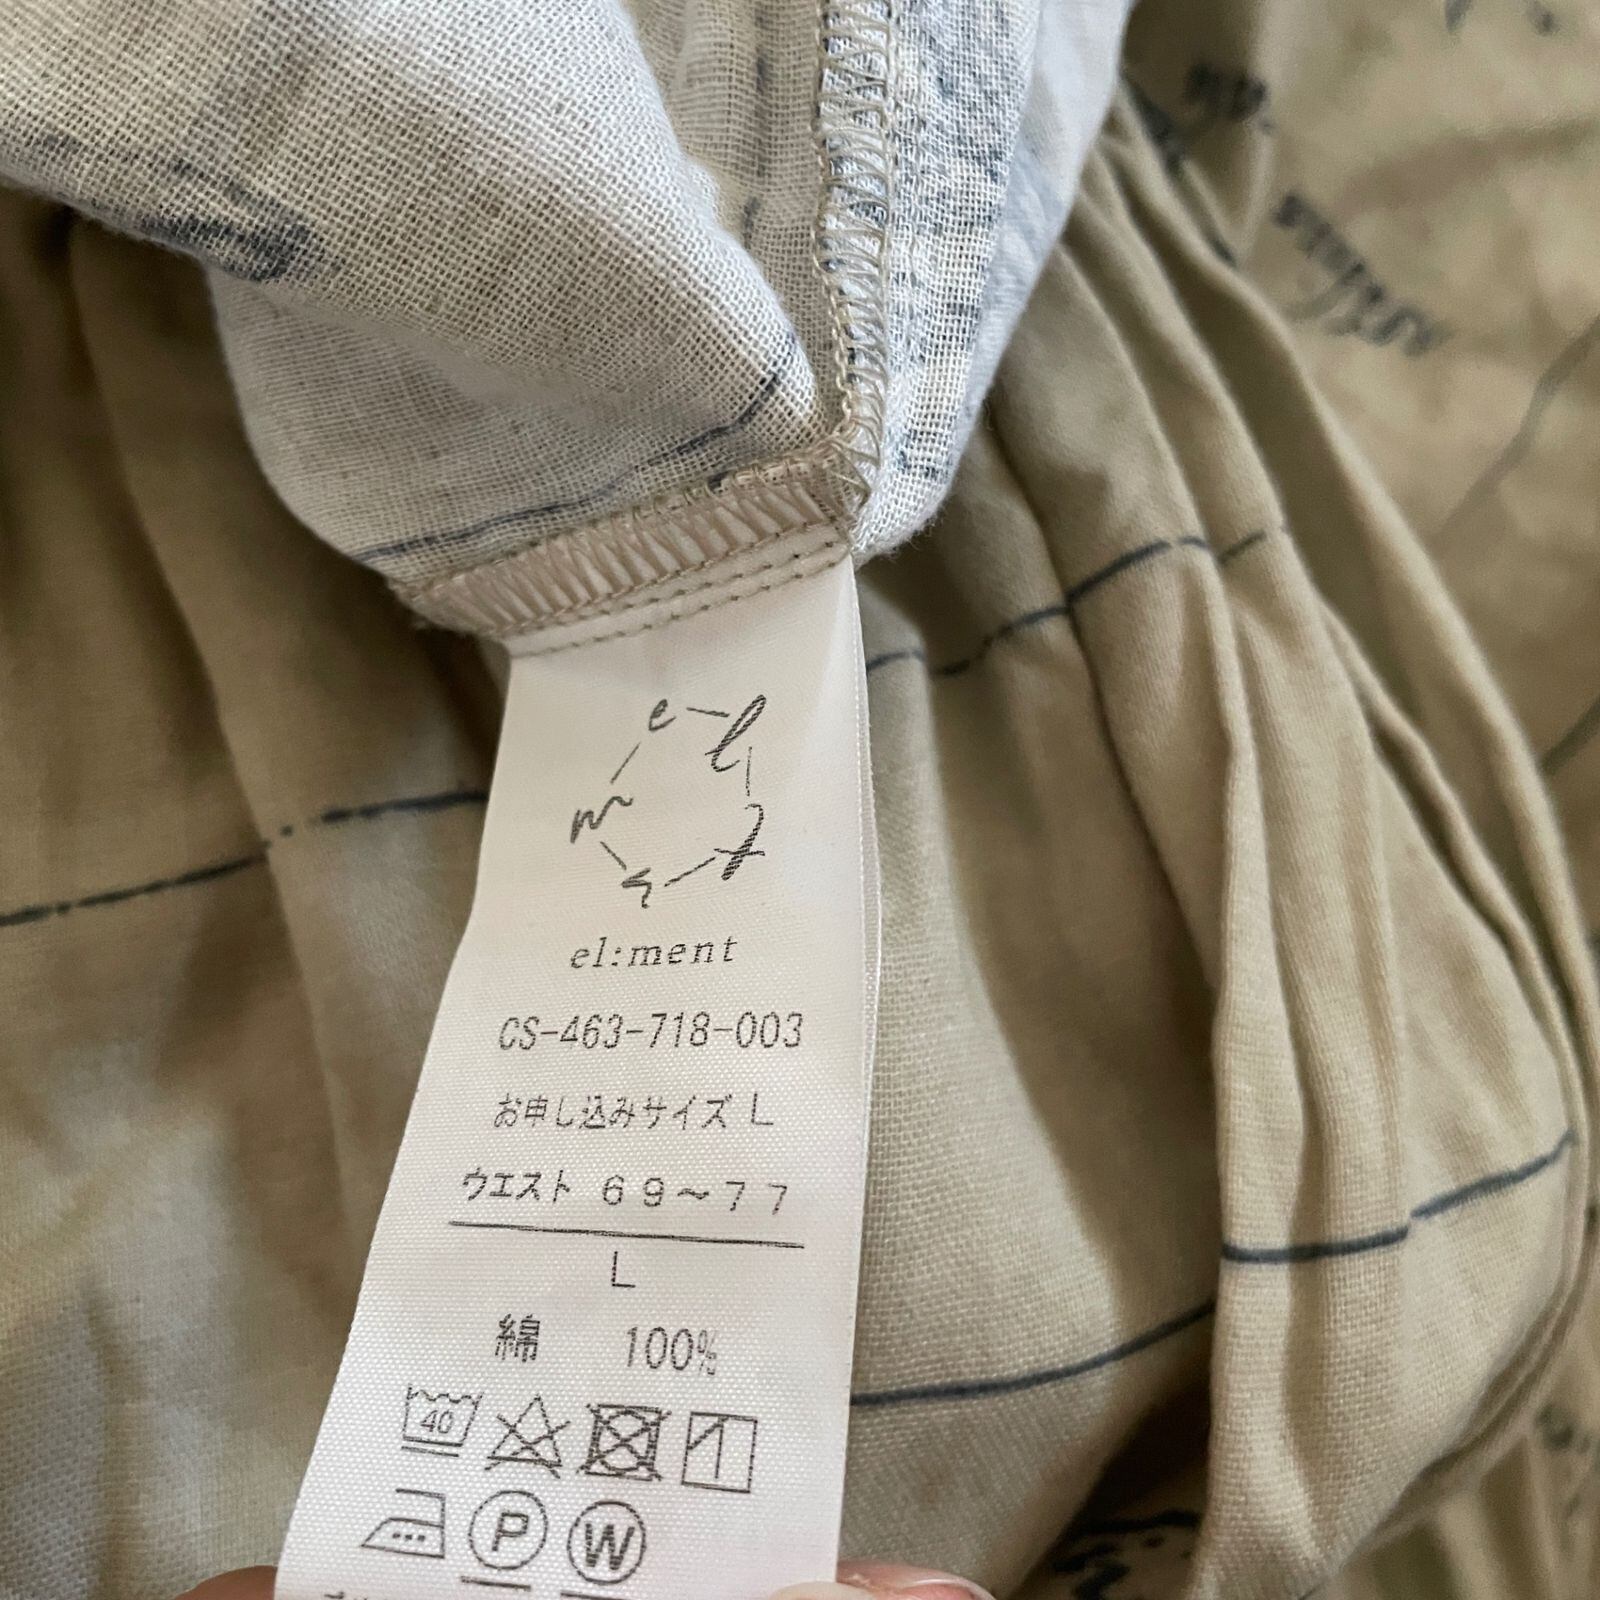 el:ment
CS-463-718-003
お申し込みサイズ L
ウエスト 69~77
L
綿 100%
40
P
W